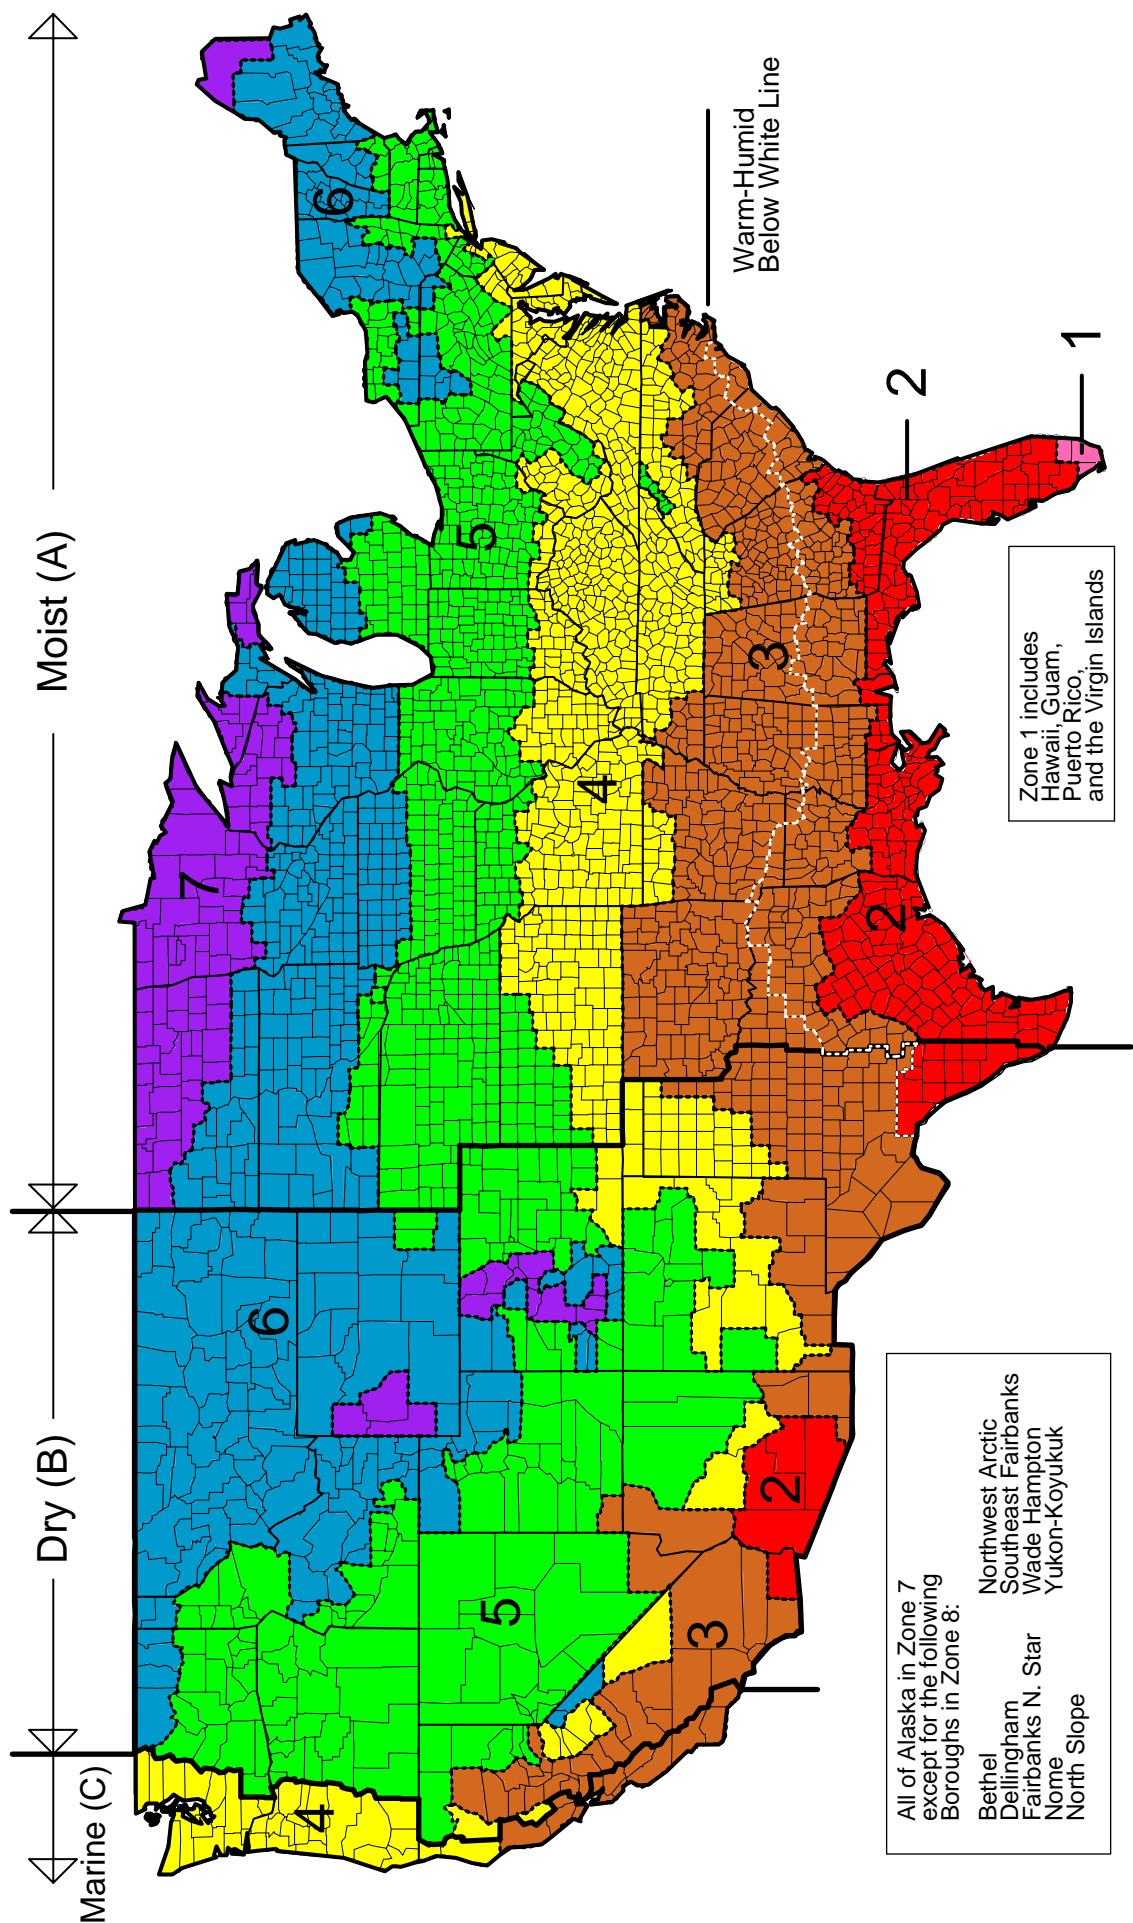 Marine (C)
Dry (B)
Moist (A)
7
6
6
6
5
5
4
4
3
3
2
2
2
1
Warm-Humid
Below White Line
All of Alaska in Zone 7
except for the following
Boroughs in Zone 8:
Bethel
Dellingham
Fairbanks N. Star
Nome
North Slope
Northwest Arctic
Southeast Fairbanks
Wade Hampton
Yukon-Koyukuk
Zone 1 includes
Hawaii, Guam,
Puerto Rico,
and the Virgin Islands